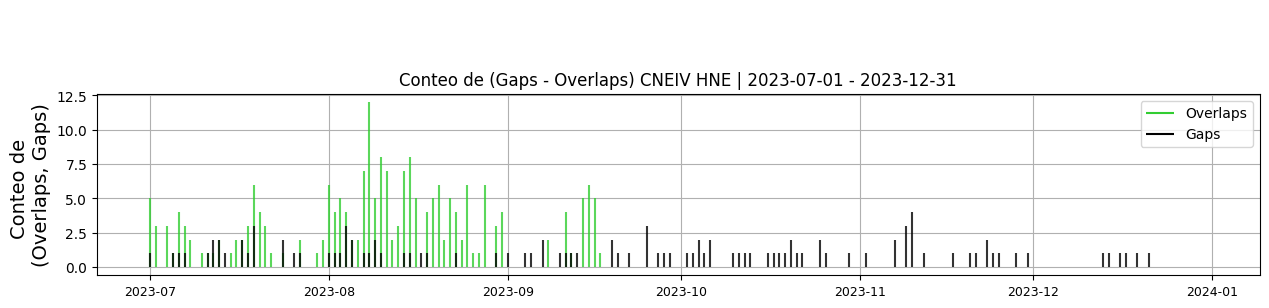 Conteo de (Gaps - Overlaps) CNEIV HNE | 2023-07-01 - 2023-12-31
Conteo de
(Overlaps, Gaps)
12.5
10.0
7.5
5.0
2.5
0.0
Overlaps
Gaps
2023-07
2023-08
2023-09
2023-10
2023-11
2023-12
2024-01